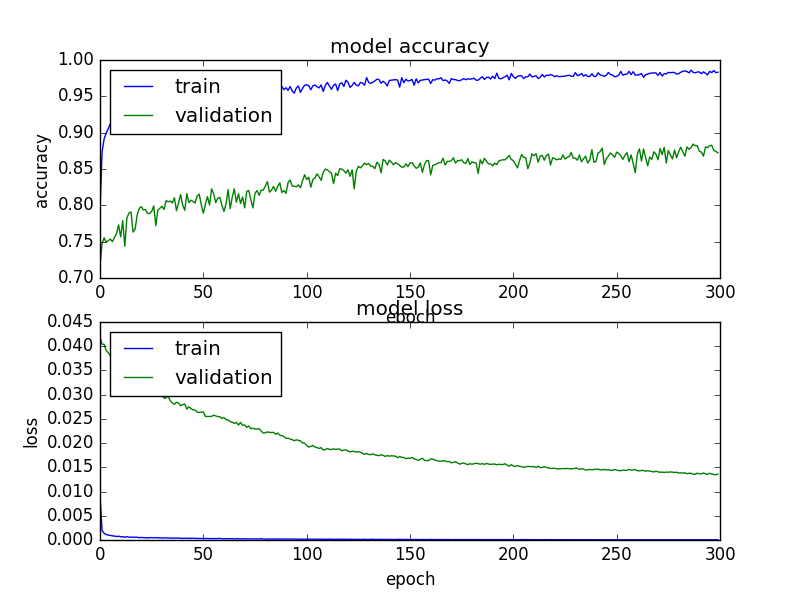 model accuracy
1.00
0.95
0.90
0.85
0.80
0.75
0.70
accuracy
train
validation
0 50 100 150 200 250 300
epoch
model loss
0.045
0.040
0.035
0.030
0.025
0.020
0.015
0.010
0.005
0.000
loss
train
validation
0 50 100 150 200 250 300
epoch